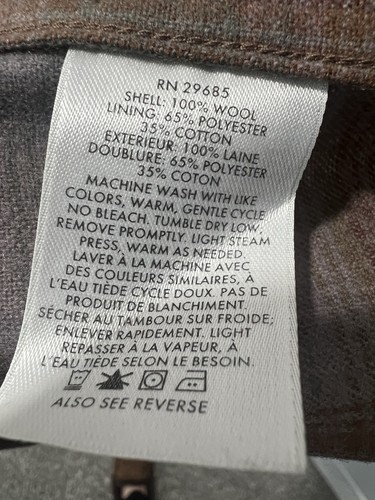 RN 29685
SHELL: 100% WOOL
LINING: 65% POLYESTER
35% COTTON
EXTERIEUR: 100% LAINE
DOUBLURE: 65% POLYESTER
35% COTON
MACHINE WASH WITH LIKE
COLORS, WARM, GENTLE CYCLE.
NO BLEACH. TUMBLE DRY LOW,
REMOVE PROMPTLY. LIGHT STEAM
PRESS, WARM AS NEEDED.
LAVER À LA MACHINE AVEC
DES COULEURS SIMILAIRES, À
L'EAU TIÈDE CYCLE DOUX. PAS DE
PRODUIT DE BLANCHIMENT.
SÉCHER AU TAMBOUR SUR FROIDE;
ENLEVER RAPIDEMENT. LIGHT
REPASSER À LA VAPEUR, À
L'EAU TIÈDE SELON LE BESOIN.
ALSO SEE REVERSE